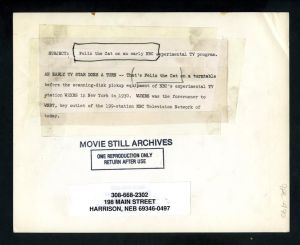 SUBJECT: Felix the Cat on an early NBC experimental TV program.
AN EARLY TV STAR DOES A TURN -- That's Felix the Cat on a turntable
before the scanning-disk pickup equipment of NBC's experimental TV
station W2XBS in New York in 1930. W2XBS was the forerunner to
WNBT, key outlet of the 199-station NBC Television Network of
today.
MOVIE STILL ARCHIVES
ONE REPRODUCTION ONLY
RETURN AFTER USE
308-668-2302
198 MAIN STREET
HARRISON, NEB 69346-0497